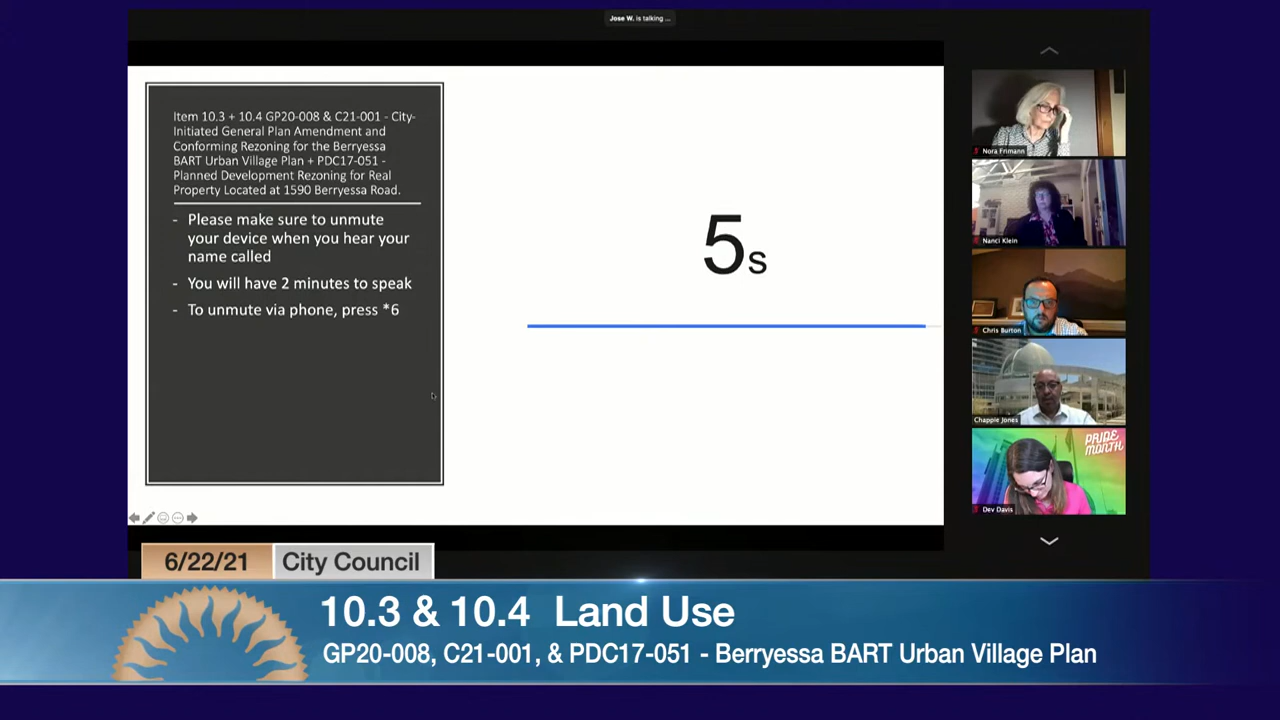 Jose W. is talking ...
Item 10.3 + 10.4 GP20-008 & C21-001 - City-
Initiated General Plan Amendment and
Conforming Rezoning for the Berryessa
BART Urban Village Plan + PDC17-051 -
Planned Development Rezoning for Real
Property Located at 1590 Berryessa Road.
- Please make sure to unmute
your device when you hear your
name called
- You will have 2 minutes to speak
- To unmute via phone, press *6
5s
Nora Frimann
Nanci Klein
Chris Burton
Chappie Jones
PRIDE
MONTH
Dev Davis
6/22/21 City Council
10.3 & 10.4 Land Use
GP20-008, C21-001, & PDC17-051 - Berryessa BART Urban Village Plan